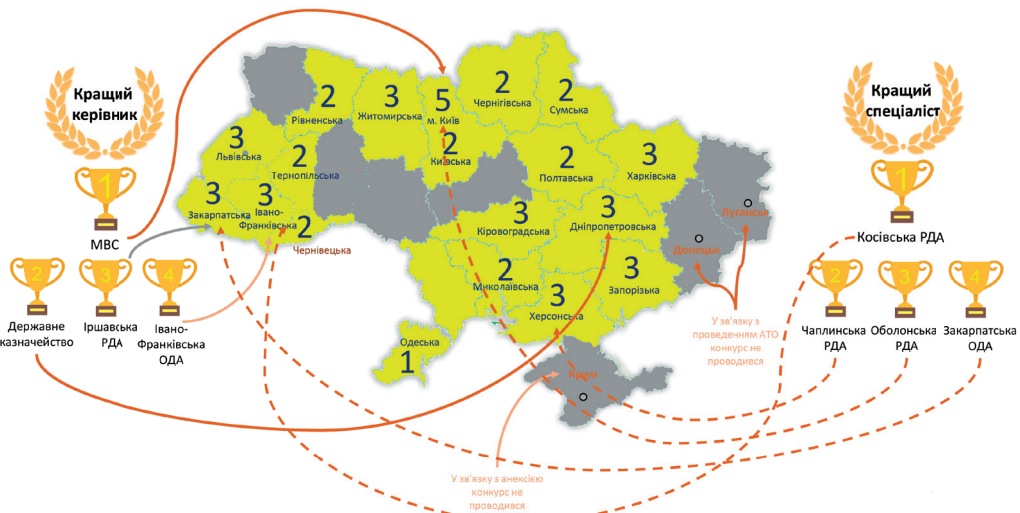 Кращий
керівник
1
МВС
2
Державне
казначейство
3
Іршавська
РДА
4
Івано-
Франківська
ОДА
2
Рівненська
3
Житомирська
5
м. Київ
2
Київська
2
Чернігівська
2
Сумська
3
Львівська
2
Тернопільська
3
Закарпатська
3
Івано-
Франківська
2
Чернівецька
2
Полтавська
3
Харківська
3
Кіровоградська
3
Дніпропетровська
2
Миколаївська
3
Херсонська
3
Запорізька
Одеська
1
Луганськ
Донецьк
Крим
У зв'язку з
проведенням АТО
конкурс не
проводився
У зв'язку з анексією
конкурс не
проводився
Кращий
спеціаліст
1
Косівська РДА
2
Чаплинська
РДА
3
Оболонська
РДА
4
Закарпатська
ОДА